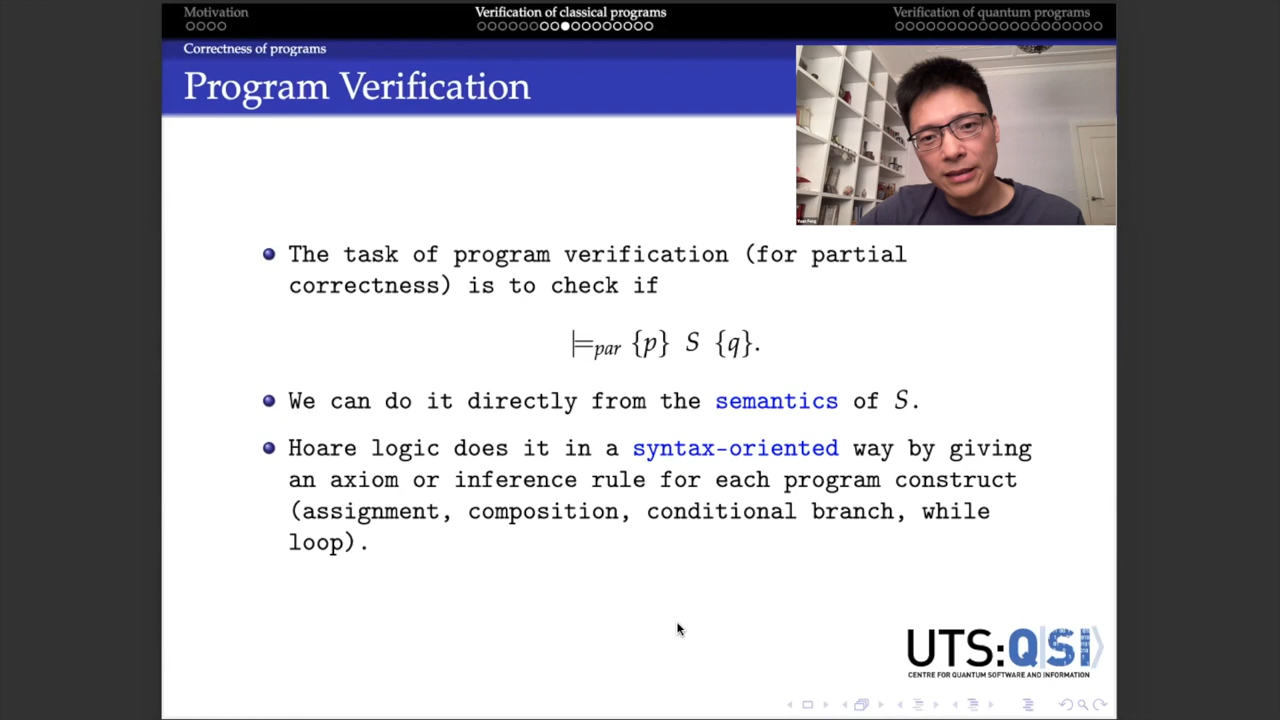 Motivation
Verification of classical programs
Verification of quantum programs
Correctness of programs
Program Verification
Yuan Feng
The task of program verification (for partial
correctness) is to check if
⊨par {p} S {q}.
We can do it directly from the semantics of S.
Hoare logic does it in a syntax-oriented way by giving
an axiom or inference rule for each program construct
(assignment, composition, conditional branch, while
loop).
UTS:Q|SI⟩
CENTRE FOR QUANTUM SOFTWARE AND INFORMATION